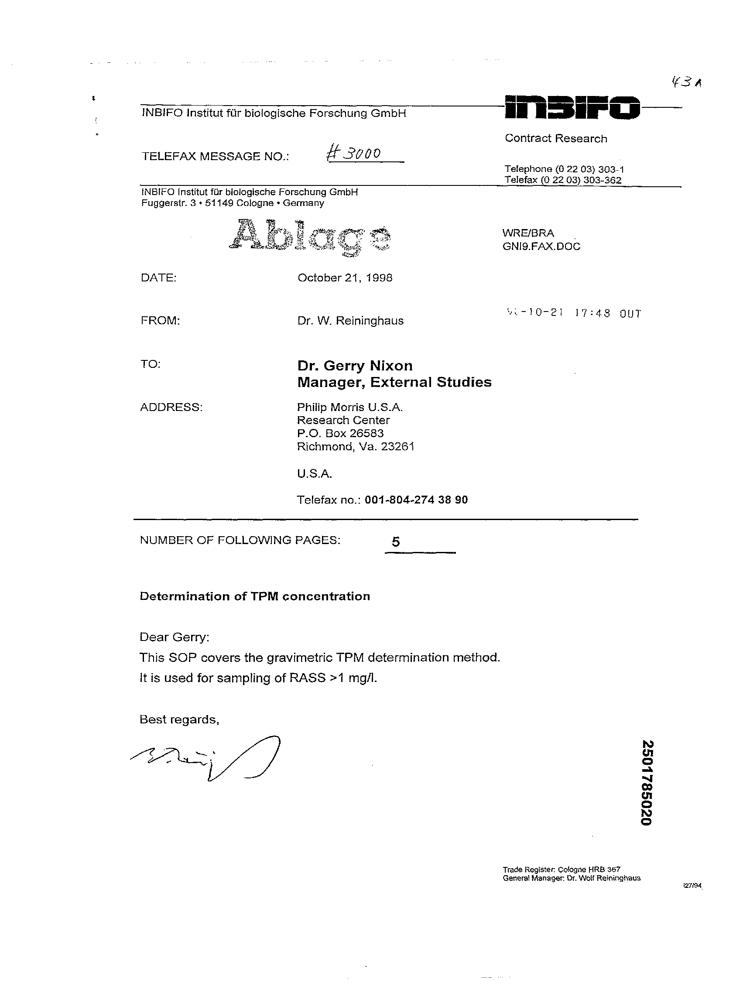 43A
INBIFO Institut für biologische Forschung GmbH
INBIFO
Contract Research
TELEFAX MESSAGE NO.: #3000
Telephone (0 22 03) 303-1
Telefax (0 22 03) 303-362
INBIFO Institut für biologische Forschung GmbH
Fuggerstr. 3 • 51149 Cologne • Germany
Ablage
WRE/BRA
GNI9.FAX.DOC
DATE: October 21, 1998
-10-21 17:48 OUT
FROM: Dr. W. Reininghaus
TO: Dr. Gerry Nixon
Manager, External Studies
ADDRESS: Philip Morris U.S.A.
Research Center
P.O. Box 26583
Richmond, Va. 23261
U.S.A.
Telefax no.: 001-804-274 38 90
NUMBER OF FOLLOWING PAGES: 5
Determination of TPM concentration
Dear Gerry:
This SOP covers the gravimetric TPM determination method.
It is used for sampling of RASS >1 mg/l.
Best regards,
2501785020
Trade Register: Cologne HRB 367
General Manager: Dr. Wolf Reininghaus